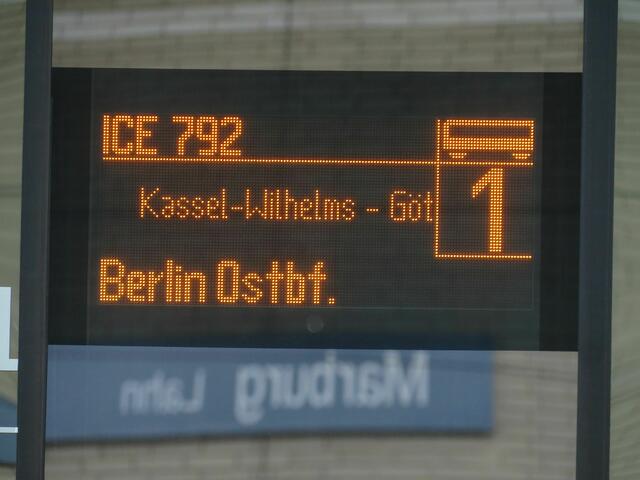 ICE 792
1
Kassel-Wilhelms - Göt
Berlin Ostbf.
Marburg Lahn